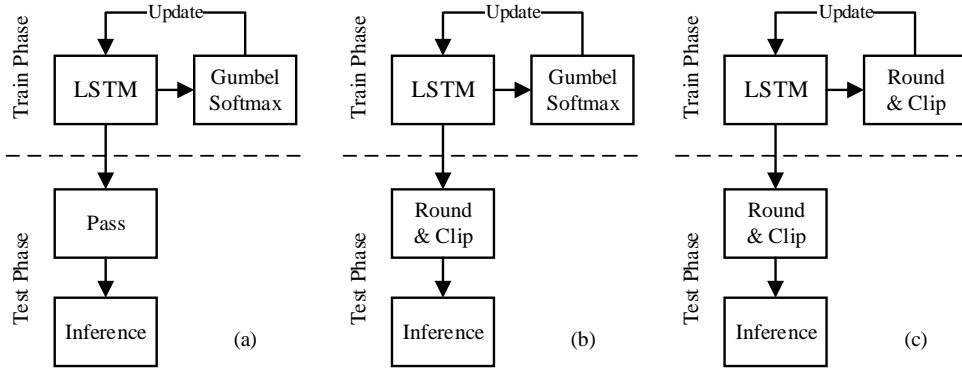 Train Phase
Update
LSTM
Gumbel
Softmax
Test Phase
Pass
Inference
(a)
Train Phase
Update
LSTM
Gumbel
Softmax
Test Phase
Round
& Clip
Inference
(b)
Train Phase
Update
LSTM
Round
& Clip
Test Phase
Round
& Clip
Inference
(c)